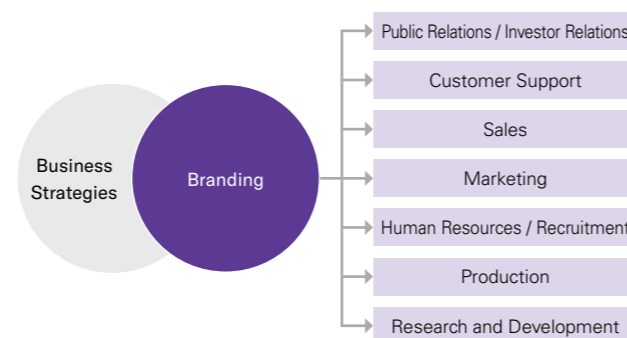 Business
Strategies
Branding
Public Relations / Investor Relations
Customer Support
Sales
Marketing
Human Resources / Recruitment
Production
Research and Development